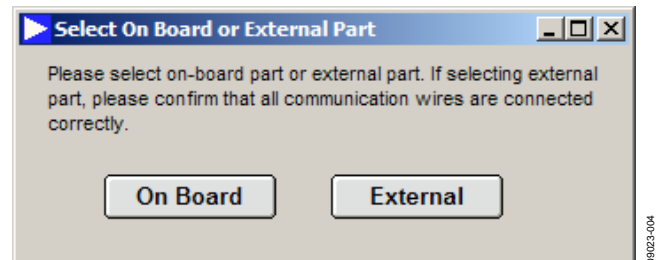 Select On Board or External Part
Please select on-board part or external part. If selecting external
part, please confirm that all communication wires are connected
correctly.
On Board
External
09023-004